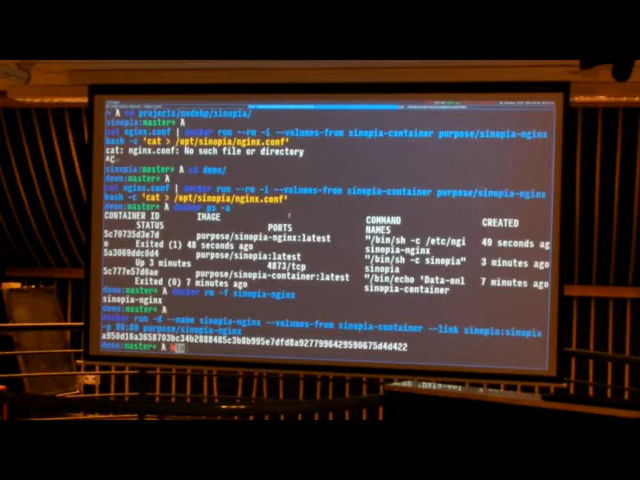 > Λ cd projects/nodebp/sinopia/
sinopia:master* Λ
cat nginx.conf | docker run --rm -i --volumes-from sinopia-container purpose/sinopia-nginx
bash -c 'cat > /opt/sinopia/nginx.conf'
cat: nginx.conf: No such file or directory
^C
sinopia:master* Λ cd demo/
demo:master* Λ
cat nginx.conf | docker run --rm -i --volumes-from sinopia-container purpose/sinopia-nginx
bash -c 'cat > /opt/sinopia/nginx.conf'
demo:master* Λ docker ps -a
CONTAINER ID IMAGE COMMAND CREATED
STATUS PORTS NAMES
5c70735d3e7d purpose/sinopia-nginx:latest "/bin/sh -c /etc/ngi 49 seconds ag
o Exited (1) 48 seconds ago sinopia-nginx
5a3069ddc0d4 purpose/sinopia:latest "/bin/sh -c sinopia" 3 minutes ago
Up 3 minutes 4873/tcp sinopia
5c777e57d0ae purpose/sinopia-container:latest "/bin/echo 'Data-onl 7 minutes ago
Exited (0) 7 minutes ago sinopia-container
demo:master* Λ docker rm -f sinopia-nginx
sinopia-nginx
demo:master* Λ
docker run -d --name sinopia-nginx --volumes-from sinopia-container --link sinopia:sinopia
-p 80:80 purpose/sinopia-nginx
demo:master* Λ